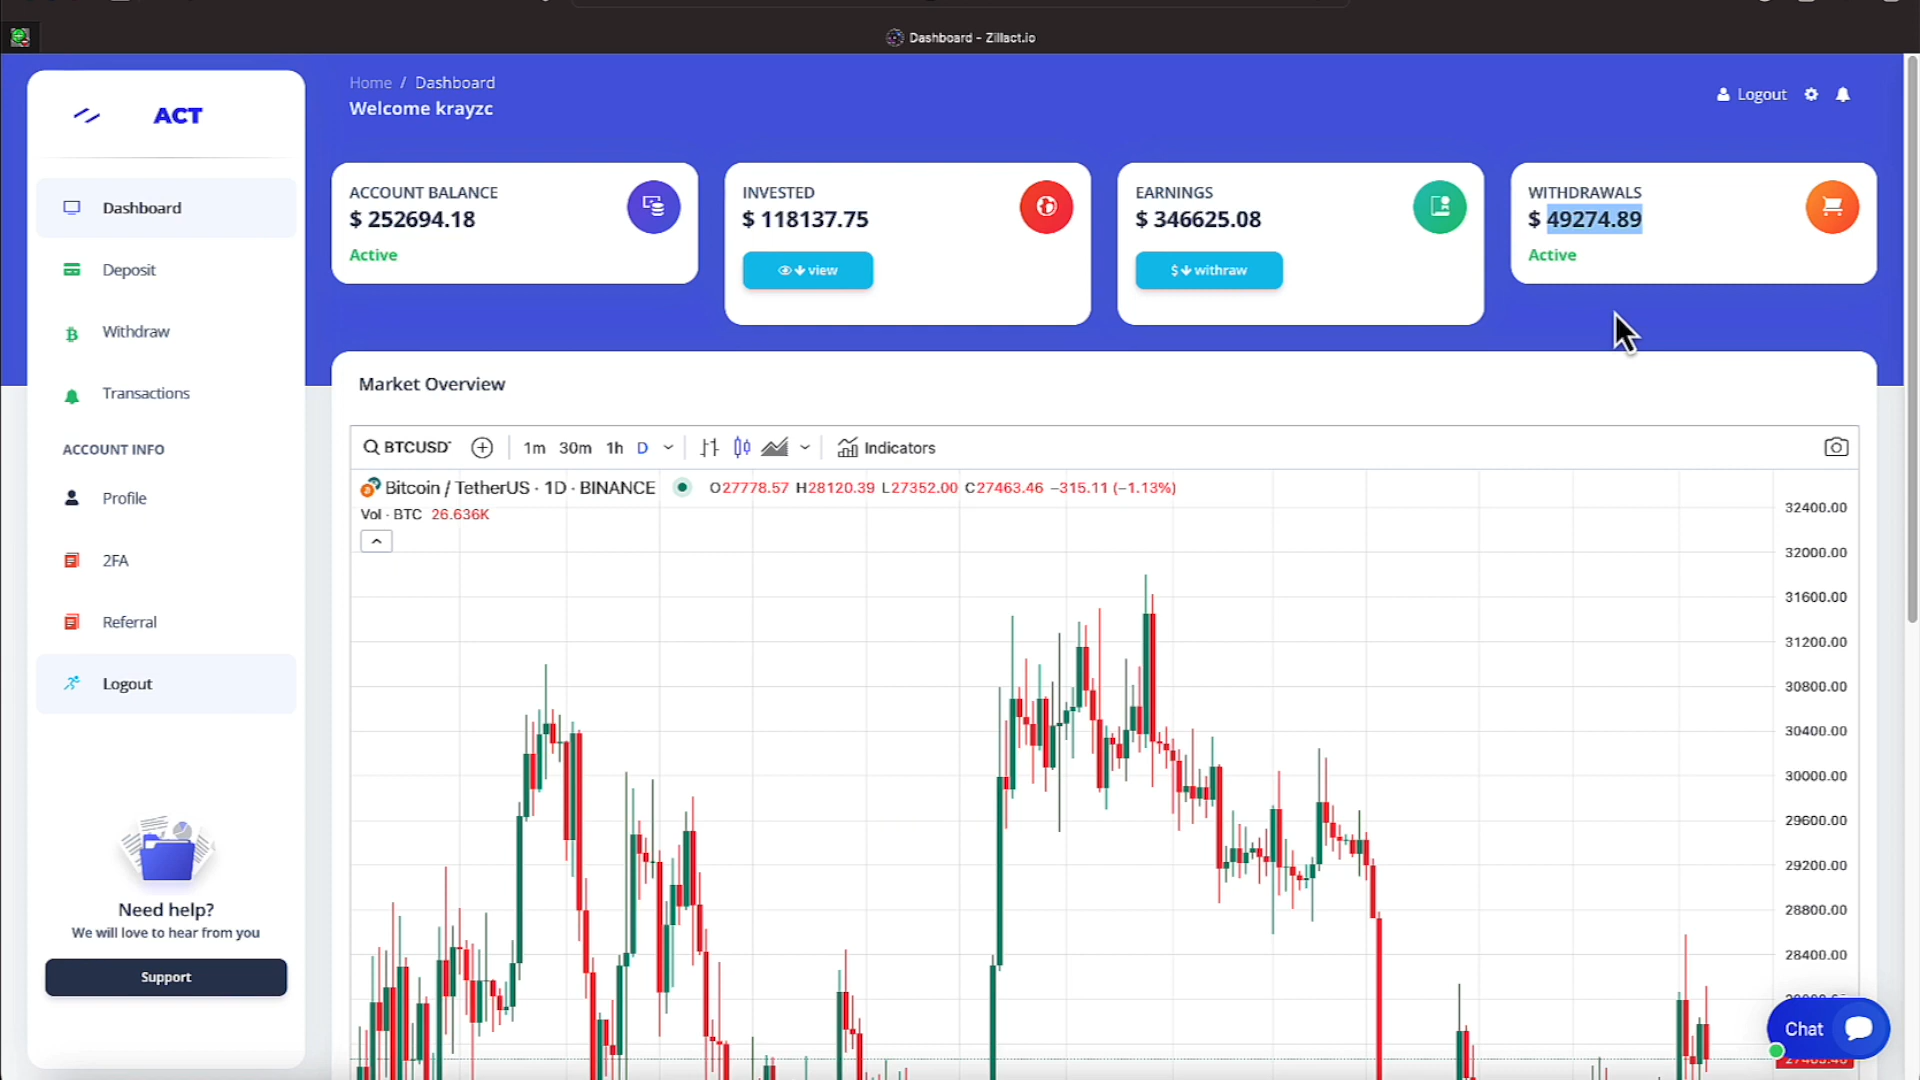 Dashboard - Zillact.io
ACT
Dashboard
Deposit
Withdraw
Transactions
ACCOUNT INFO
Profile
2FA
Referral
Logout
Need help?
We will love to hear from you
Support
Home / Dashboard
Welcome krayzc
Logout
ACCOUNT BALANCE
$ 252694.18
Active
INVESTED
$ 118137.75
view
EARNINGS
$ 346625.08
$ withraw
WITHDRAWALS
$ 49274.89
Active
Market Overview
BTCUSD 1m 30m 1h D Indicators
Bitcoin / TetherUS · 1D · BINANCE O27778.57 H28120.39 L27352.00 C27463.46 −315.11 (−1.13%)
Vol · BTC 26.636K
32400.00
32000.00
31600.00
31200.00
30800.00
30400.00
30000.00
29600.00
29200.00
28800.00
28400.00
Chat